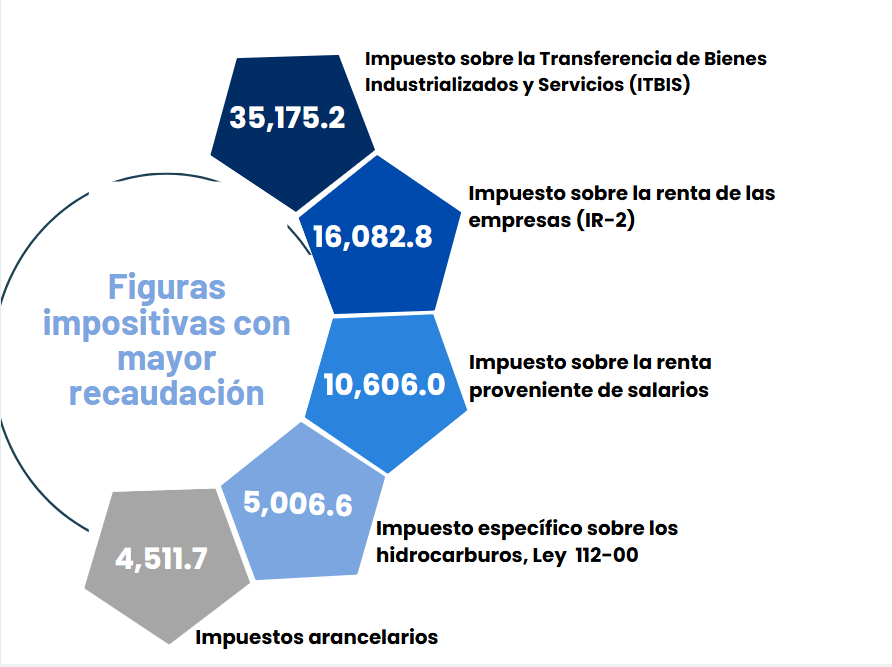 Impuesto sobre la Transferencia de Bienes
Industrializados y Servicios (ITBIS)
35,175.2
Impuesto sobre la renta de las
empresas (IR-2)
16,082.8
Figuras
impositivas con
mayor
recaudación
Impuesto sobre la renta
proveniente de salarios
10,606.0
5,006.6
Impuesto específico sobre los
hidrocarburos, Ley  112-00
4,511.7
Impuestos arancelarios